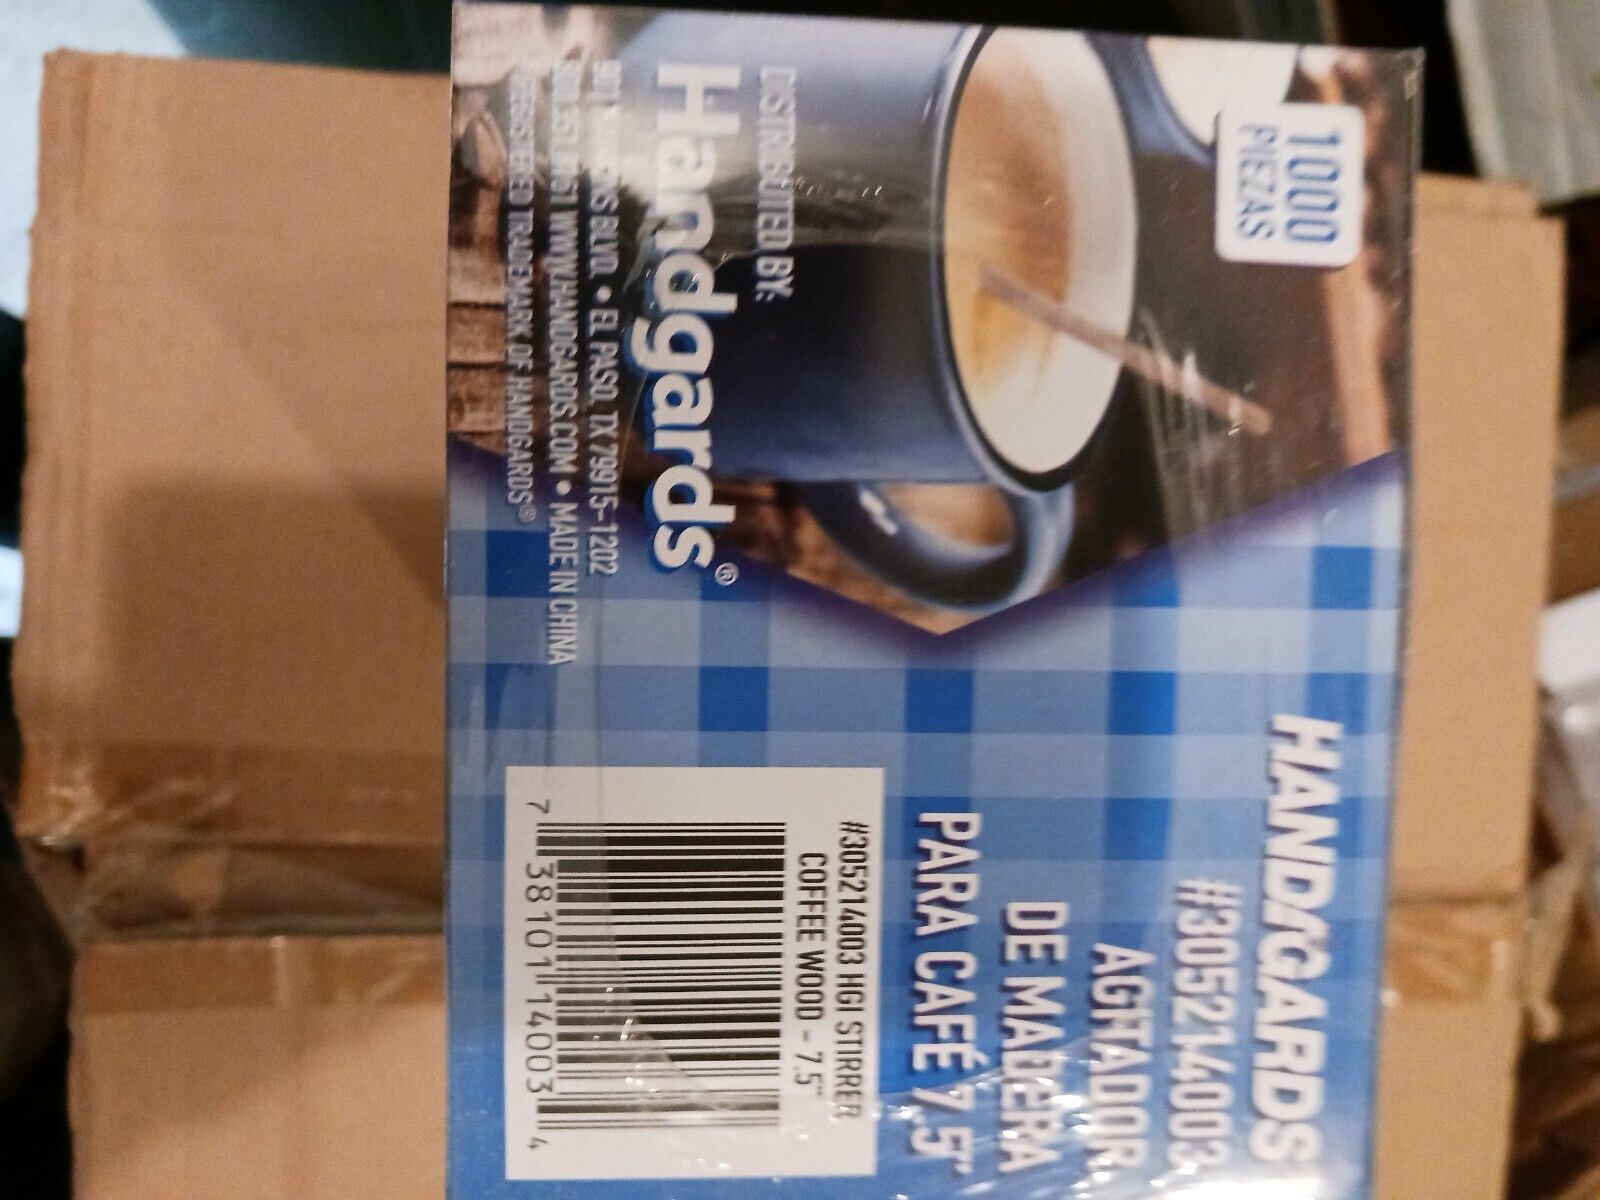 1000
PIEZAS
HANDIGARDS
#305214003
AGITADOR
DE MADERA
PARA CAFÉ 7.5"
DISTRIBUTED BY:
Handgards®
BLVD. • EL PASO, TX 79915-1202
WWW.HANDGARDS.COM • MADE IN CHINA
REGISTERED TRADEMARK OF HANDGARDS®
#305214003 HGI STIRRER
COFFEE WOOD - 7.5"
7 38101 14003 4